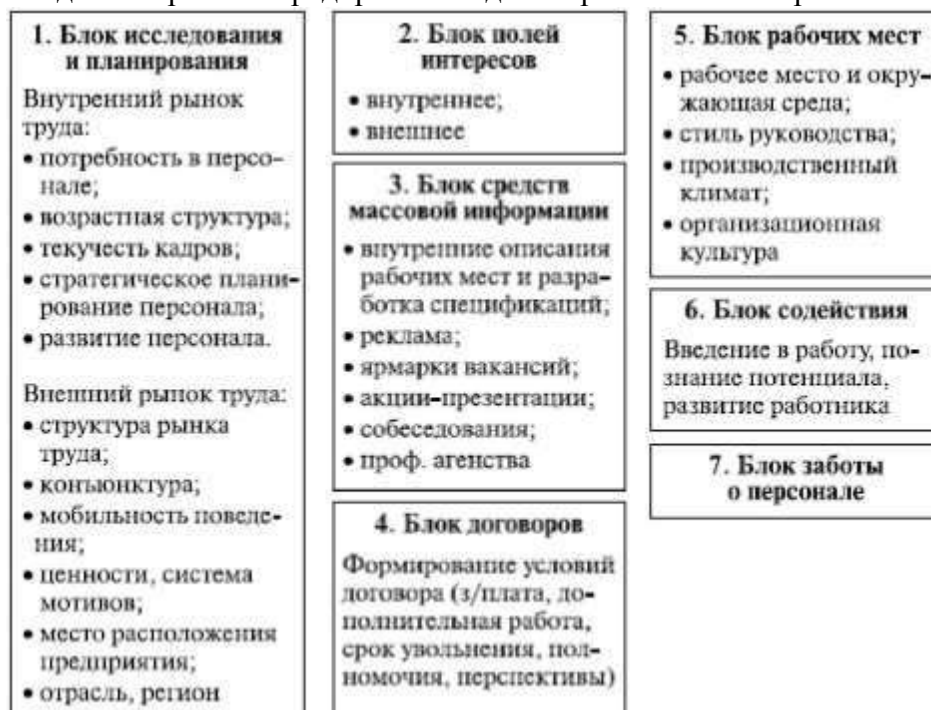 1. Блок исследования
и планирования
Внутренний рынок
труда:
• потребность в персо-
нале;
• возрастная структура;
• текучесть кадров;
• стратегическое плани-
рование персонала;
• развитие персонала.
Внешний рынок труда:
• структура рынка
труда;
• конъюнктура;
• мобильность поведе-
ния;
• ценности, система
мотивов;
• место расположения
предприятия;
• отрасль, регион
2. Блок полей
интересов
• внутреннее;
• внешнее
3. Блок средств
массовой информации
• внутренние описания
рабочих мест и разра-
ботка спецификаций;
• реклама;
• ярмарки вакансий;
• акции-презентации;
• собеседования;
• проф. агенства
4. Блок договоров
Формирование условий
договора (з/плата, до-
полнительная работа,
срок увольнения, пол-
номочия, перспективы)
5. Блок рабочих мест
• рабочее место и окру-
жающая среда;
• стиль руководства;
• производственный
климат;
• организационная
культура
6. Блок содействия
Введение в работу, по-
знание потенциала,
развитие работника
7. Блок заботы
о персонале